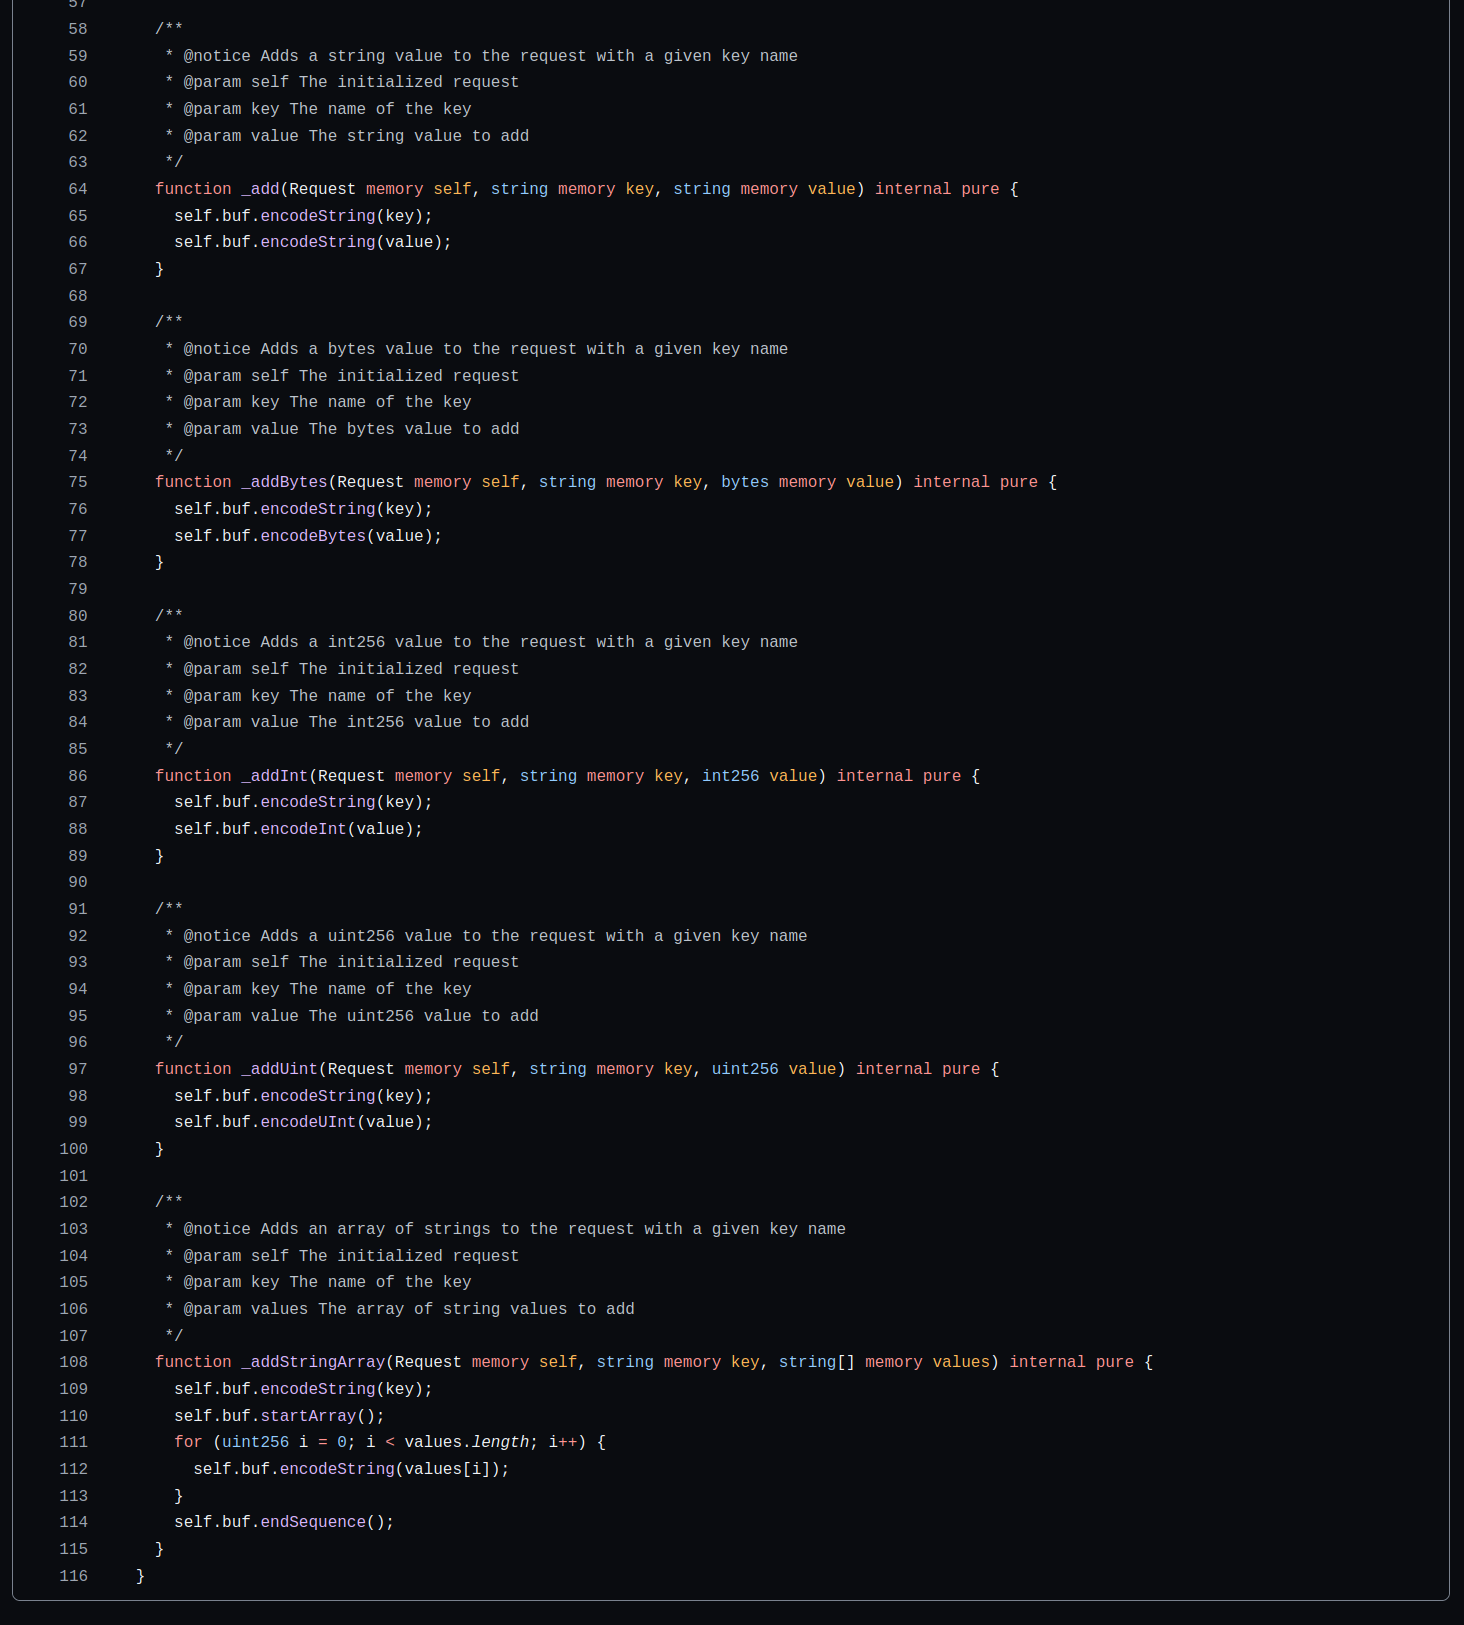 57
58 /**
59 * @notice Adds a string value to the request with a given key name
60 * @param self The initialized request
61 * @param key The name of the key
62 * @param value The string value to add
63 */
64 function _add(Request memory self, string memory key, string memory value) internal pure {
65 self.buf.encodeString(key);
66 self.buf.encodeString(value);
67 }
68
69 /**
70 * @notice Adds a bytes value to the request with a given key name
71 * @param self The initialized request
72 * @param key The name of the key
73 * @param value The bytes value to add
74 */
75 function _addBytes(Request memory self, string memory key, bytes memory value) internal pure {
76 self.buf.encodeString(key);
77 self.buf.encodeBytes(value);
78 }
79
80 /**
81 * @notice Adds a int256 value to the request with a given key name
82 * @param self The initialized request
83 * @param key The name of the key
84 * @param value The int256 value to add
85 */
86 function _addInt(Request memory self, string memory key, int256 value) internal pure {
87 self.buf.encodeString(key);
88 self.buf.encodeInt(value);
89 }
90
91 /**
92 * @notice Adds a uint256 value to the request with a given key name
93 * @param self The initialized request
94 * @param key The name of the key
95 * @param value The uint256 value to add
96 */
97 function _addUint(Request memory self, string memory key, uint256 value) internal pure {
98 self.buf.encodeString(key);
99 self.buf.encodeUInt(value);
100 }
101
102 /**
103 * @notice Adds an array of strings to the request with a given key name
104 * @param self The initialized request
105 * @param key The name of the key
106 * @param values The array of string values to add
107 */
108 function _addStringArray(Request memory self, string memory key, string[] memory values) internal pure {
109 self.buf.encodeString(key);
110 self.buf.startArray();
111 for (uint256 i = 0; i < values.length; i++) {
112 self.buf.encodeString(values[i]);
113 }
114 self.buf.endSequence();
115 }
116 }